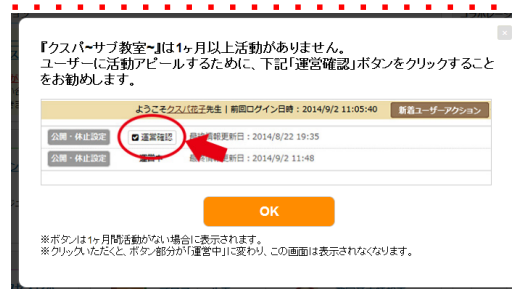 『クスパ~サブ教室~』は1ヶ月以上活動がありません。
ユーザーに活動アピールするために、下記「運営確認」ボタンをクリックすること
をお勧めします。
ようこそクスパ花子先生 | 前回ログイン日時：2014/9/2 11:05:40
新着ユーザーアクション
公開・休止設定 運営確認 最終情報更新日：2014/8/22 19:35
公開・休止設定 運営中 最終情報更新日：2014/9/2 11:48
OK
※ボタンは1ヶ月間活動がない場合に表示されます。
※クリックいただくと、ボタン部分が「運営中」に変わり、この画面は表示されなくなります。